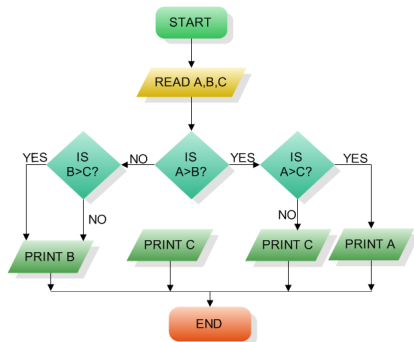 START
READ A,B,C
YES
IS
B>C?
NO
IS
A>B?
YES
IS
A>C?
YES
NO
NO
PRINT B
PRINT C
PRINT C
PRINT A
END